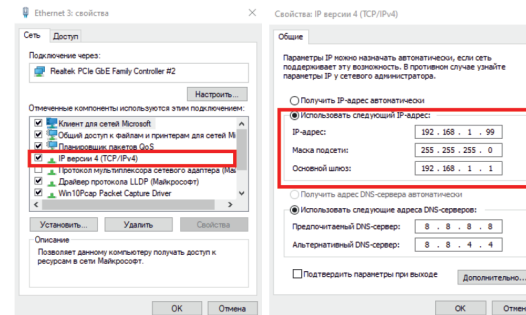 Ethernet 3: свойства
Сеть
Доступ
Подключение через:
Realtek PCIe GbE Family Controller #2
Настроить...
Отмеченные компоненты используются этим подключением:
Клиент для сетей Microsoft
Общий доступ к файлам и принтерам для сетей Mi
Планировщик пакетов QoS
IP версии 4 (TCP/IPv4)
Протокол мультиплексора сетевого адаптера (Май
Драйвер протокола LLDP (Майкрософт)
Win10Pcap Packet Capture Driver
Установить...
Удалить
Свойства
Описание
Позволяет данному компьютеру получать доступ к
ресурсам в сети Майкрософт.
OK
Отмена
Свойства: IP версии 4 (TCP/IPv4)
Общие
Параметры IP можно назначать автоматически, если сеть
поддерживает эту возможность. В противном случае узнайте
параметры IP у сетевого администратора.
Получить IP-адрес автоматически
Использовать следующий IP-адрес:
IP-адрес: 192 . 168 . 1 . 99
Маска подсети: 255 . 255 . 255 . 0
Основной шлюз: 192 . 168 . 1 . 1
Получить адрес DNS-сервера автоматически
Использовать следующие адреса DNS-серверов:
Предпочитаемый DNS-сервер: 8 . 8 . 8 . 8
Альтернативный DNS-сервер: 8 . 8 . 4 . 4
Подтвердить параметры при выходе
Дополнительно...
OK
Отмен